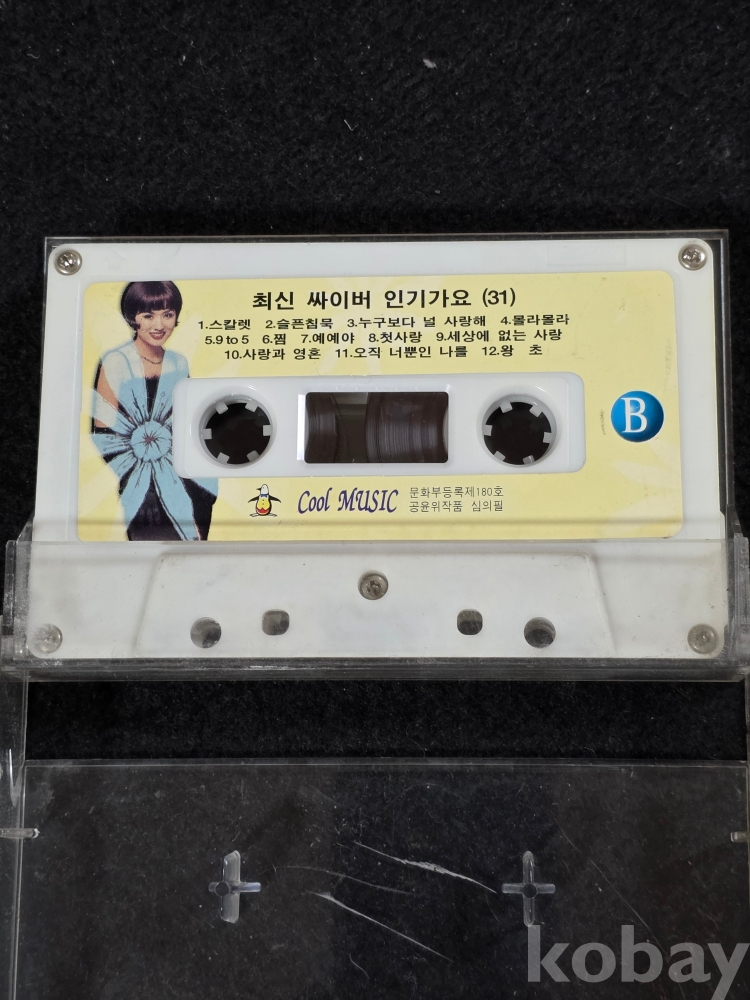 최신 싸이버 인기가요 (31)
1.스칼렛 2.슬픈침묵 3.누구보다 널 사랑해 4.몰라몰라
5.9 to 5 6.찜 7.예예야 8.첫사랑 9.세상에 없는 사랑
10.사랑과 영혼 11.오직 너뿐인 나를 12.왕 초
B
Cool MUSIC
문화부등록제180호
공윤위작품 심의필
kobay